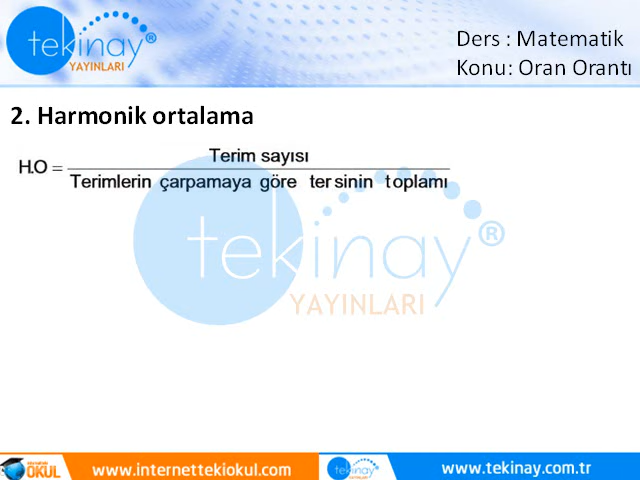 tekinay®
YAYINLARI
Ders : Matematik
Konu: Oran Orantı
2. Harmonik ortalama
H.O = Terim sayısı
Terimlerin çarpamaya göre tersinin toplamı
tekinay®
YAYINLARI
OKUL
www.internettekiokul.com
tekinay
YAYINLARI
www.tekinay.com.tr